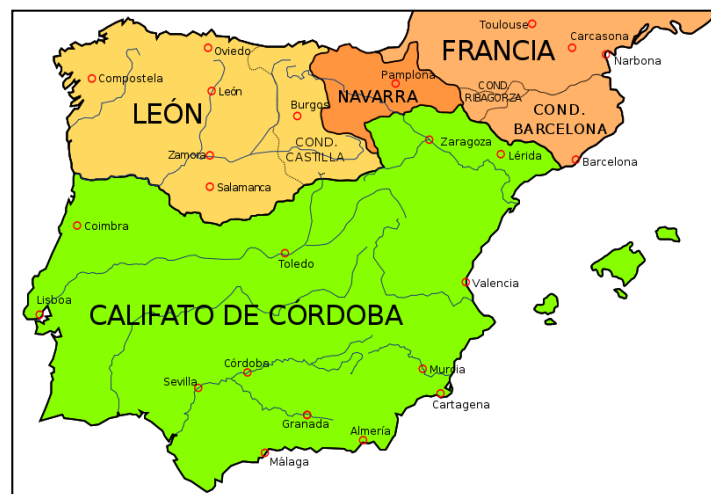 Toulouse
Carcasona
FRANCIA
Narbona
Oviedo
Compostela
León
LEÓN
Burgos
Pamplona
NAVARRA
COND.
RIBAGORZA
COND.
BARCELONA
COND.
CASTILLA
Zamora
Salamanca
Zaragoza
Lérida
Barcelona
Coimbra
Toledo
Valencia
Lisboa
CALIFATO DE CÓRDOBA
Córdoba
Sevilla
Murcia
Cartagena
Granada
Almería
Málaga